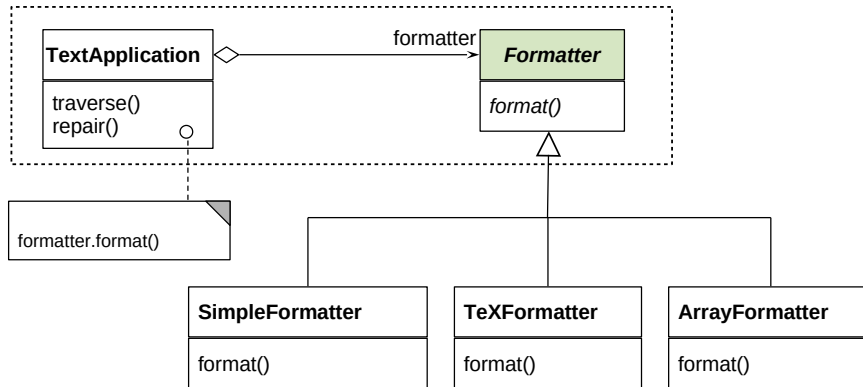 formatter
TextApplication
Formatter
traverse()
repair()
format()
formatter.format()
SimpleFormatter
TeXFormatter
ArrayFormatter
format()
format()
format()